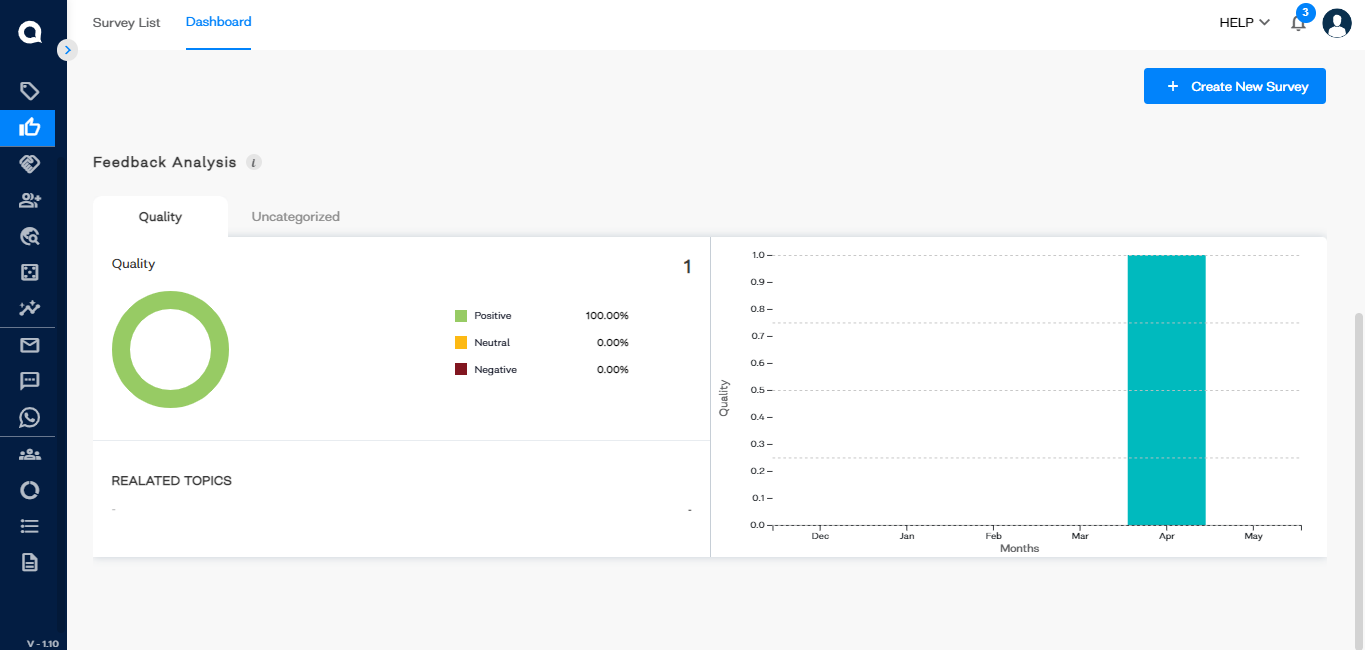 Survey List Dashboard HELP 3
+ Create New Survey
Feedback Analysis i
Quality Uncategorized
Quality 1
Positive 100.00%
Neutral 0.00%
Negative 0.00%
REALATED TOPICS
- -
Quality
1.0
0.9
0.8
0.7
0.6
0.5
0.4
0.3
0.2
0.1
0.0
Dec Jan Feb Mar Apr May
Months
V - 1.10